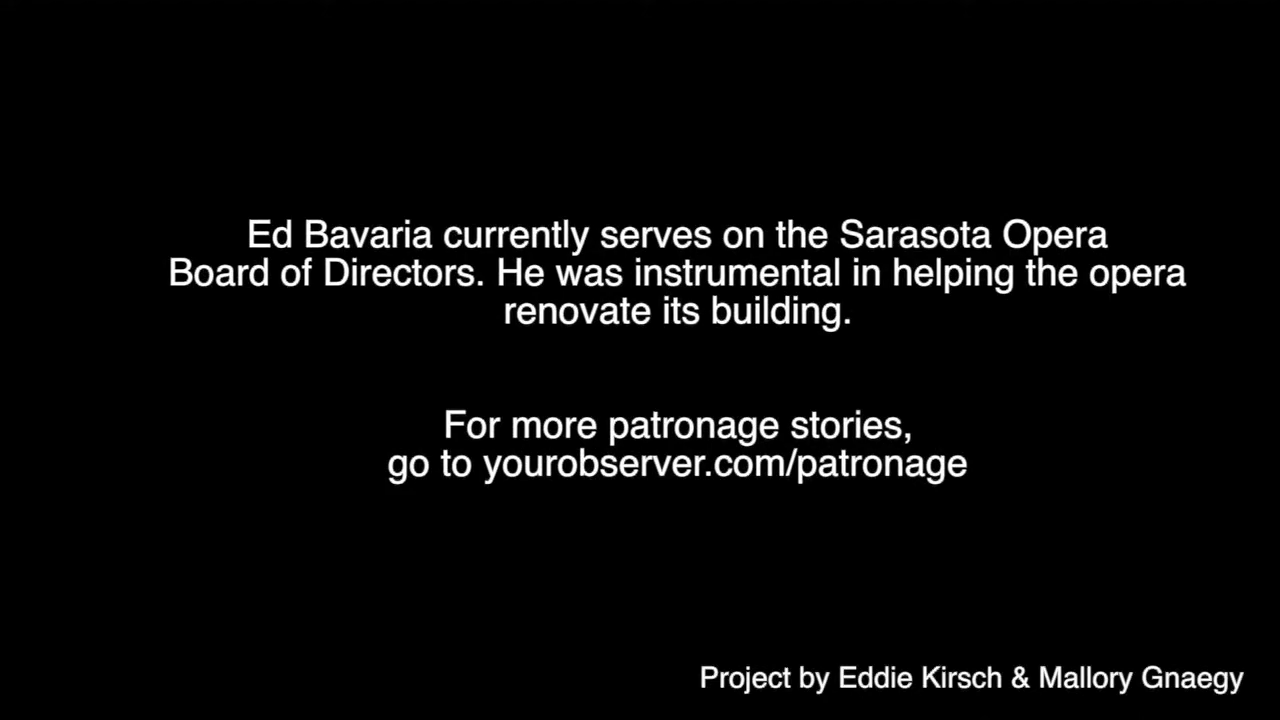 Ed Bavaria currently serves on the Sarasota Opera
Board of Directors. He was instrumental in helping the opera
renovate its building.
For more patronage stories,
go to yourobserver.com/patronage
Project by Eddie Kirsch & Mallory Gnaegy